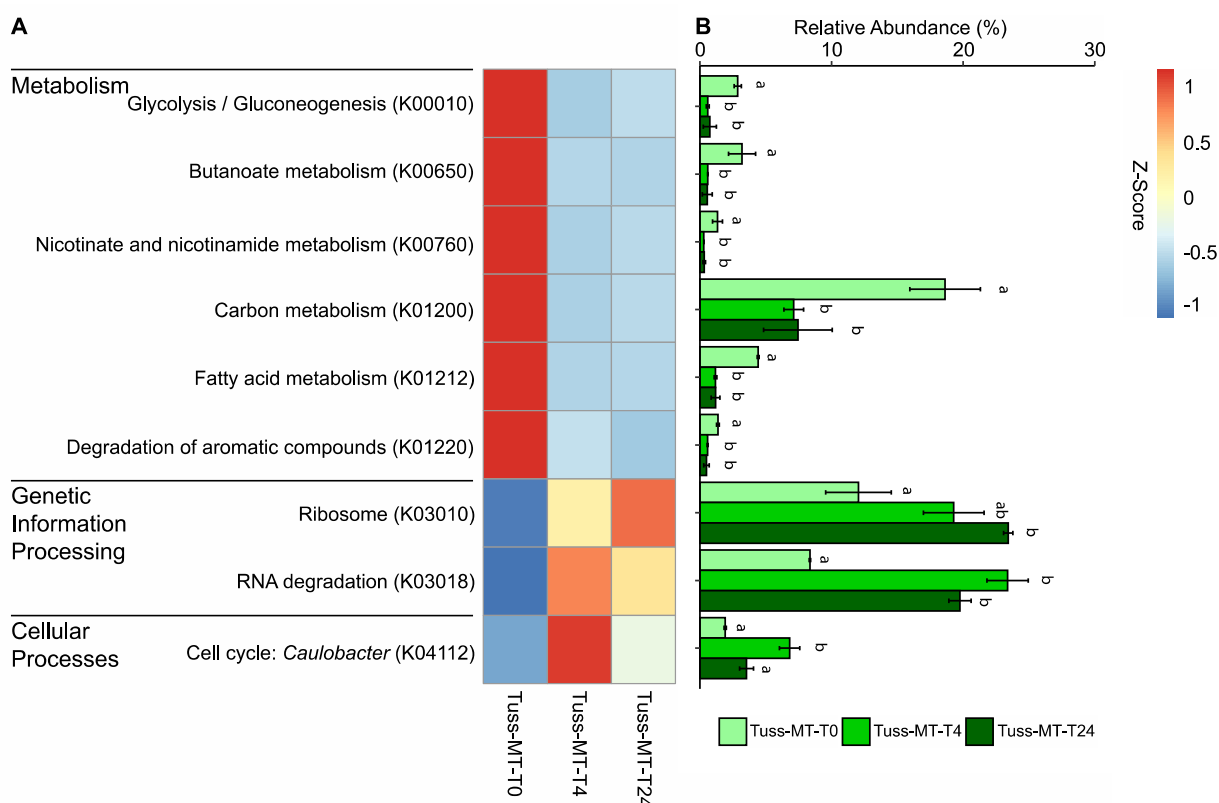 A
B
Relative Abundance (%)
0
10
20
30
Metabolism
Glycolysis / Gluconeogenesis (K00010)
Butanoate metabolism (K00650)
Nicotinate and nicotinamide metabolism (K00760)
Carbon metabolism (K01200)
Fatty acid metabolism (K01212)
Degradation of aromatic compounds (K01220)
Genetic
Information
Processing
Ribosome (K03010)
RNA degradation (K03018)
Cellular
Processes
Cell cycle: Caulobacter (K04112)
Tuss-MT-T0
Tuss-MT-T4
Tuss-MT-T24
a
b
b
a
b
b
a
b
b
a
b
b
a
b
b
a
b
b
a
ab
b
a
b
b
a
b
a
Tuss-MT-T0
Tuss-MT-T4
Tuss-MT-T24
1
0.5
0
-0.5
-1
Z-Score